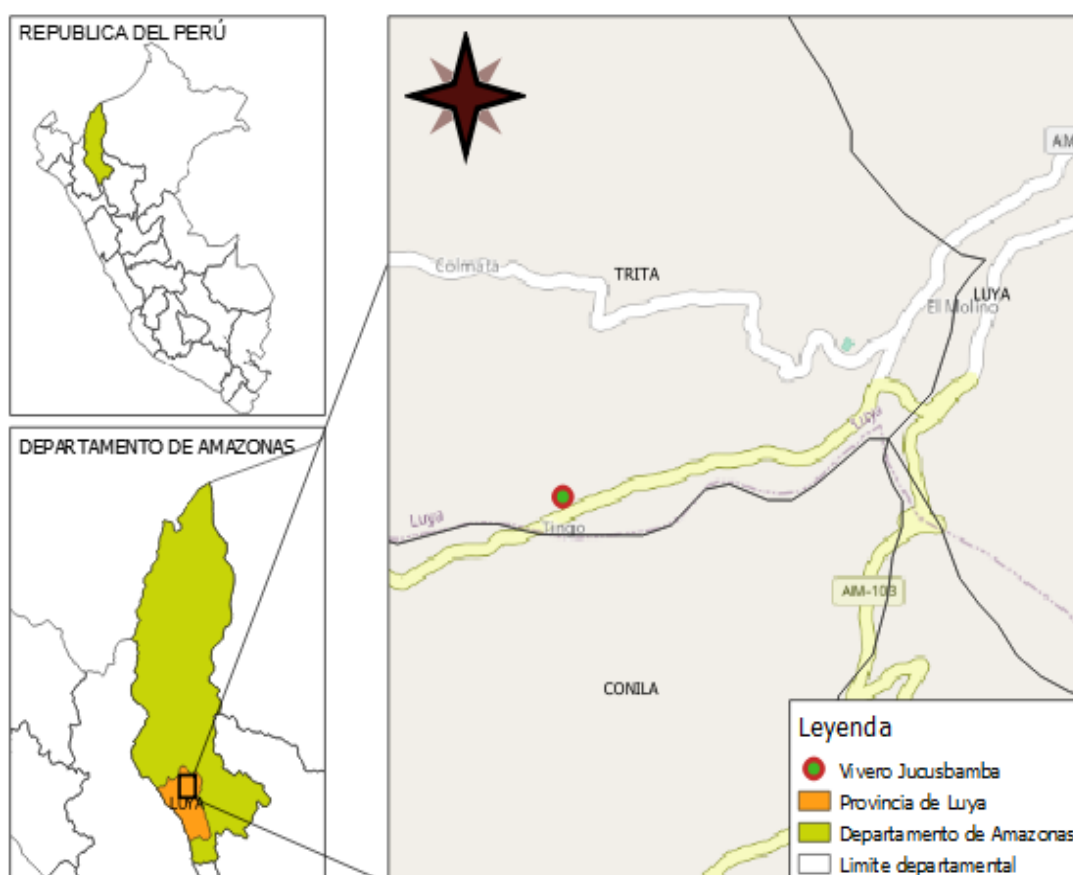 REPUBLICA DEL PERÚ
DEPARTAMENTO DE AMAZONAS
LUYA
AM
Colmata
TRITA
LUYA
El Molino
Luya
Luya
Tingo
AM-103
CONILA
Leyenda
Vivero Jucusbamba
Provincia de Luya
Departamento de Amazonas
Limite departamental